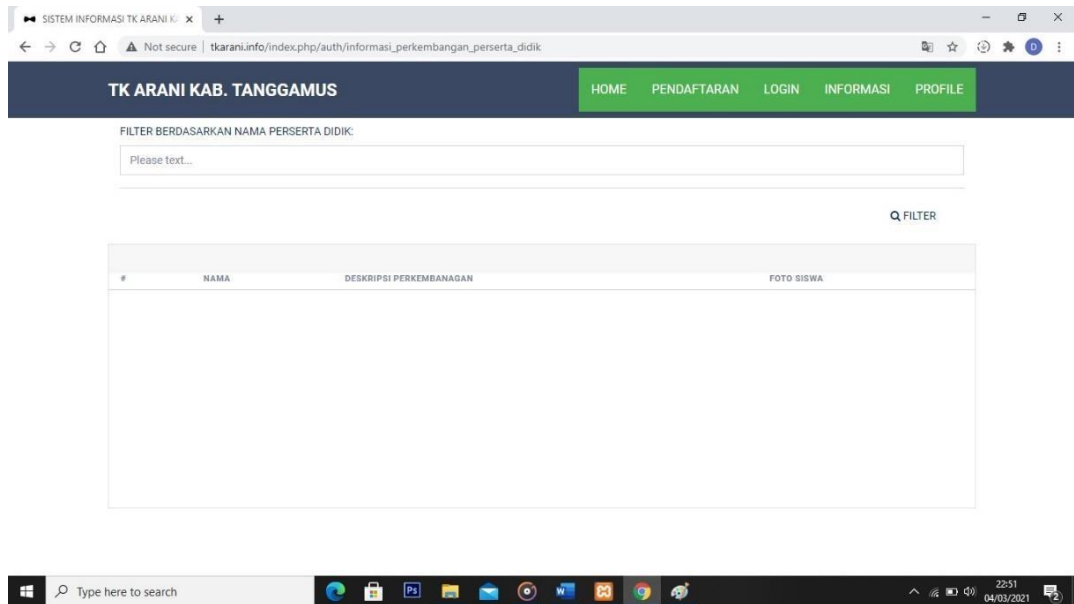 SISTEM INFORMASI TK ARANI K
Not secure | tkarani.info/index.php/auth/informasi_perkembangan_perserta_didik
D
TK ARANI KAB. TANGGAMUS
HOME PENDAFTARAN LOGIN INFORMASI PROFILE
FILTER BERDASARKAN NAMA PERSERTA DIDIK:
Please text...
FILTER
# NAMA DESKRIPSI PERKEMBANAGAN FOTO SISWA
Type here to search
Ps
22:51
04/03/2021
2